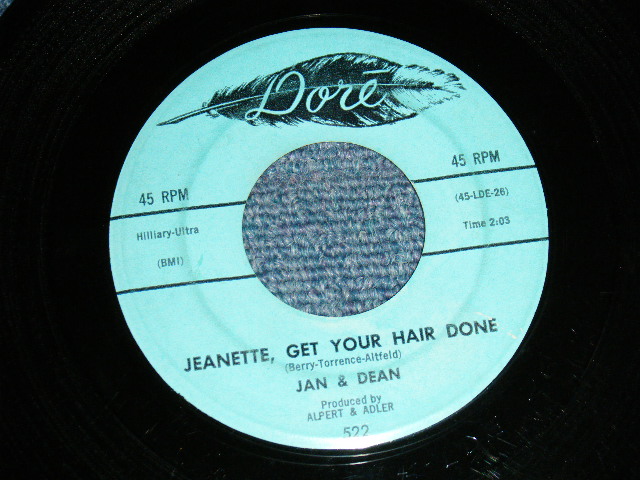 Doré
45 RPM
45 RPM
Hilliary-Ultra
(BMI)
(45-LDE-26)
Time 2:03
JEANETTE, GET YOUR HAIR DONE
(Berry-Torrence-Altfeld)
JAN & DEAN
Produced by
ALPERT & ADLER
522